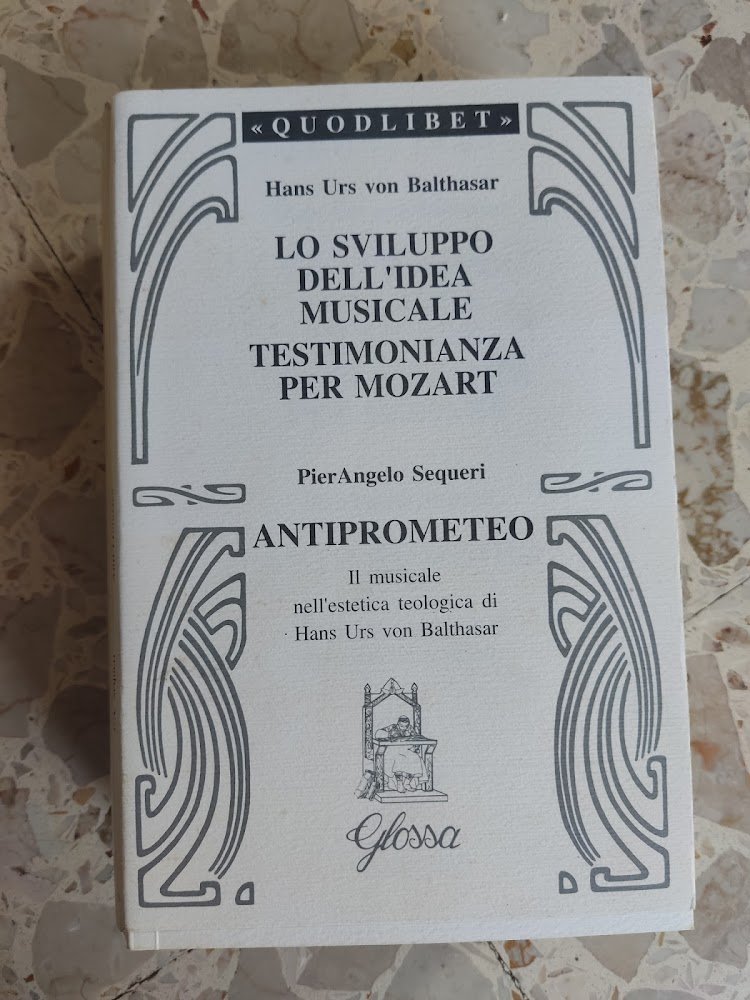 «QUODLIBET»
Hans Urs von Balthasar
LO SVILUPPO
DELL'IDEA
MUSICALE
TESTIMONIANZA
PER MOZART
PierAngelo Sequeri
ANTIPROMETEO
Il musicale
nell'estetica teologica di
Hans Urs von Balthasar
Glossa